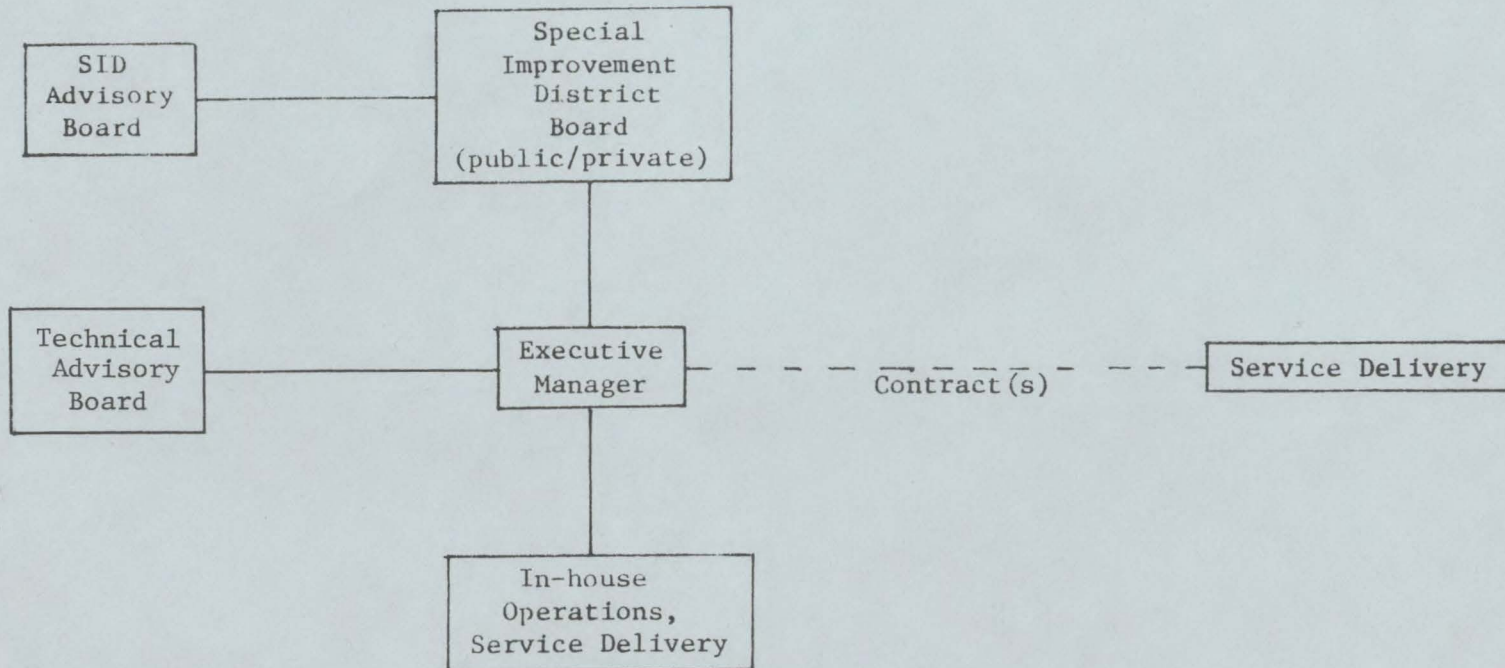 SID
Advisory
Board
Special
Improvement
District
Board
(public/private)
Technical
Advisory
Board
Executive
Manager
Contract(s)
Service Delivery
In-house
Operations,
Service Delivery